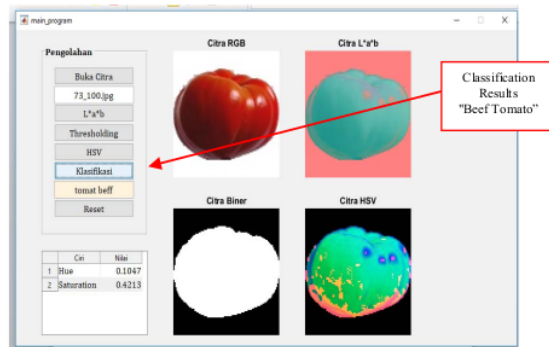 main_program
Pengolahan
Buka Citra
73_100.jpg
L*a*b
Thresholding
HSV
Klasifikasi
tomat beff
Reset
Ciri Nilai
1 Hue 0.1047
2 Saturation 0.4213
Citra RGB
Citra L*a*b
Citra Biner
Citra HSV
Classification
Results
"Beef Tomato"